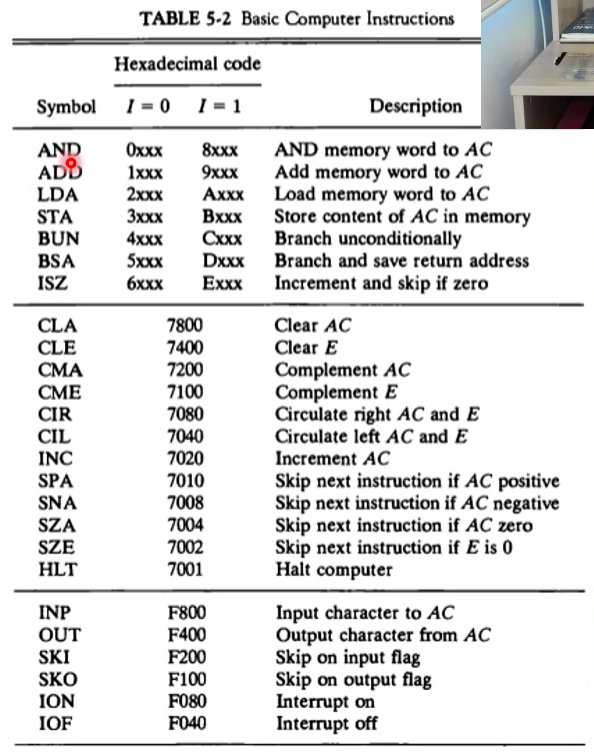 TABLE 5-2 Basic Computer Instructions
Hexadecimal code
Symbol I = 0 I = 1 Description
AND 0xxx 8xxx AND memory word to AC
ADD 1xxx 9xxx Add memory word to AC
LDA 2xxx Axxx Load memory word to AC
STA 3xxx Bxxx Store content of AC in memory
BUN 4xxx Cxxx Branch unconditionally
BSA 5xxx Dxxx Branch and save return address
ISZ 6xxx Exxx Increment and skip if zero
CLA 7800 Clear AC
CLE 7400 Clear E
CMA 7200 Complement AC
CME 7100 Complement E
CIR 7080 Circulate right AC and E
CIL 7040 Circulate left AC and E
INC 7020 Increment AC
SPA 7010 Skip next instruction if AC positive
SNA 7008 Skip next instruction if AC negative
SZA 7004 Skip next instruction if AC zero
SZE 7002 Skip next instruction if E is 0
HLT 7001 Halt computer
INP F800 Input character to AC
OUT F400 Output character from AC
SKI F200 Skip on input flag
SKO F100 Skip on output flag
ION F080 Interrupt on
IOF F040 Interrupt off